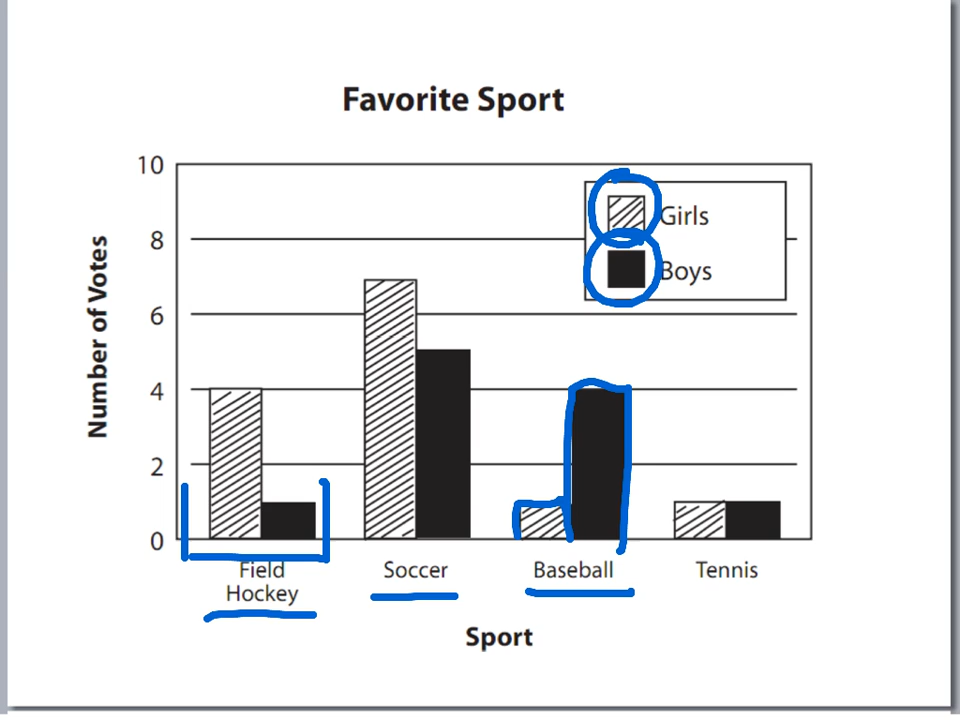 Favorite Sport
10
Girls
8
Boys
6
4
2
0
Number of Votes
Field
Hockey
Soccer
Baseball
Tennis
Sport